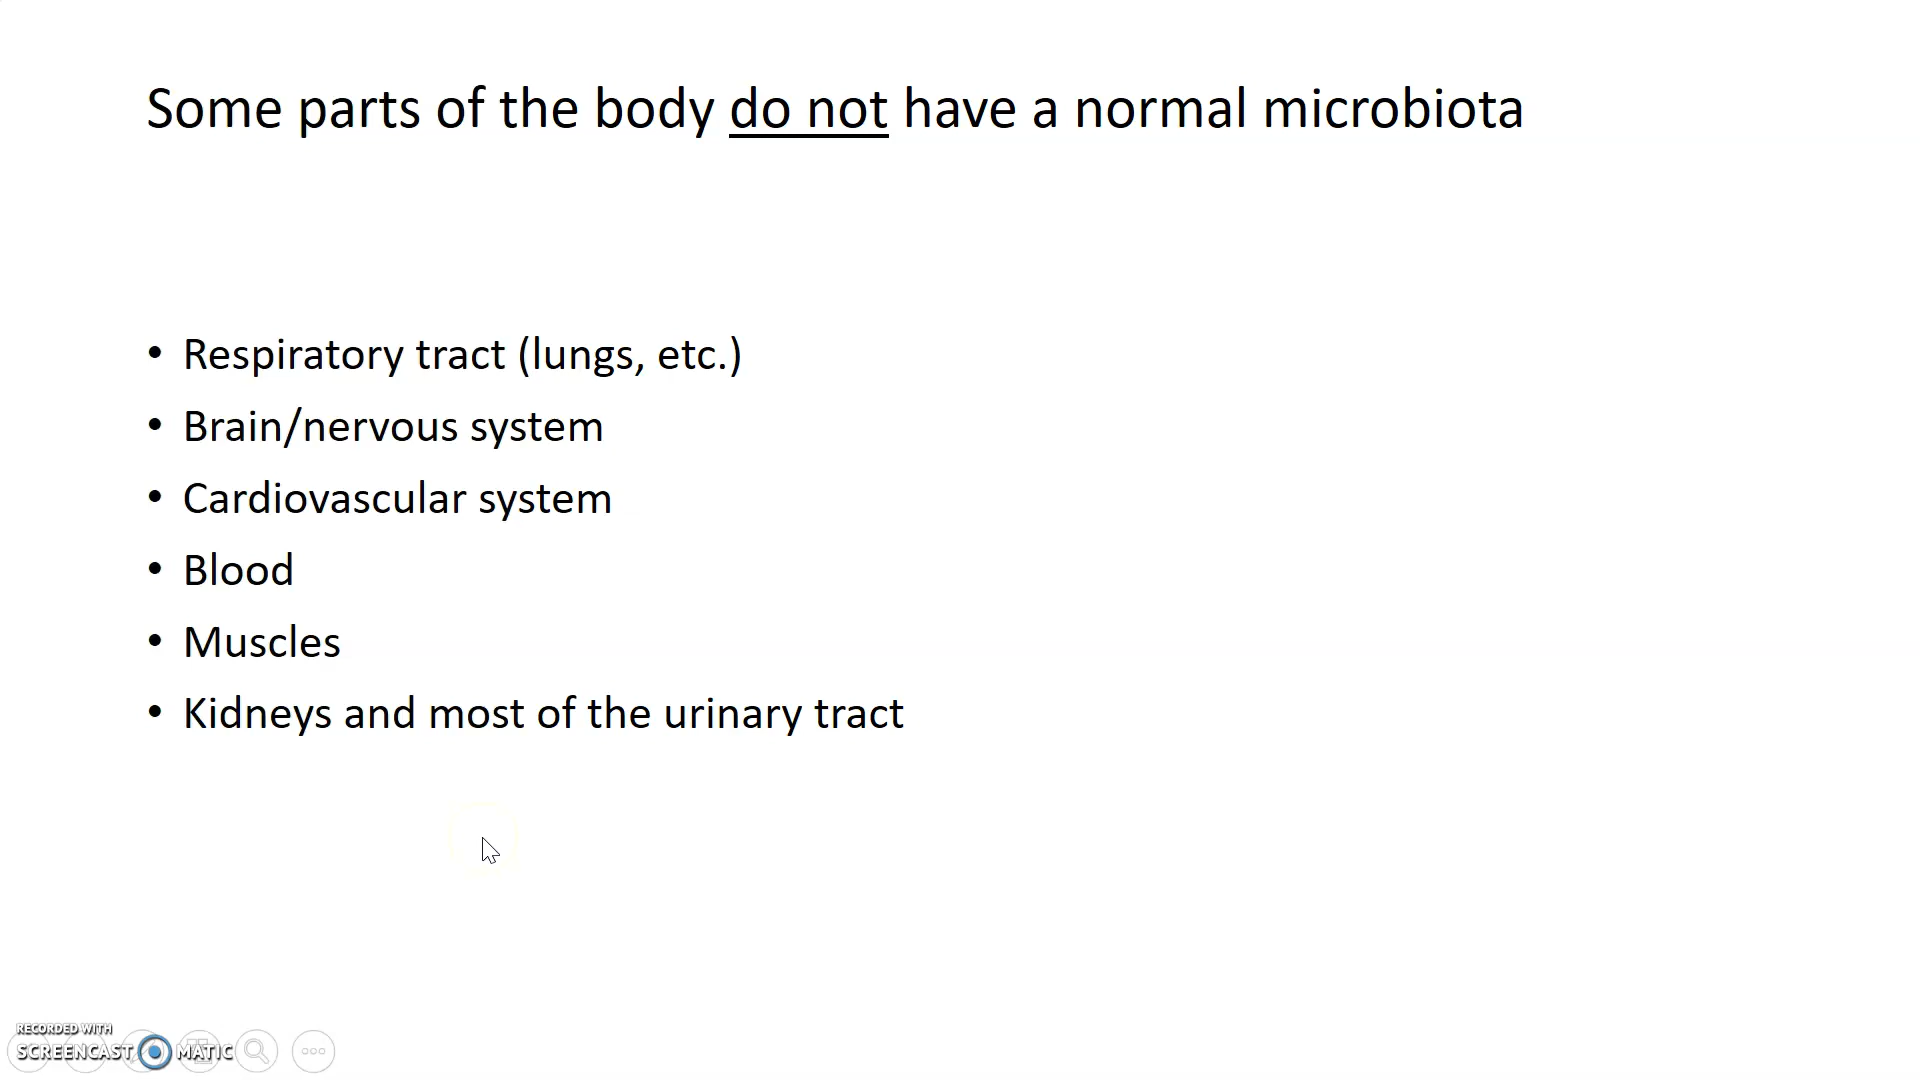 Some parts of the body do not have a normal microbiota
• Respiratory tract (lungs, etc.)
• Brain/nervous system
• Cardiovascular system
• Blood
• Muscles
• Kidneys and most of the urinary tract
RECORDED WITH
SCREENCAST MATIC